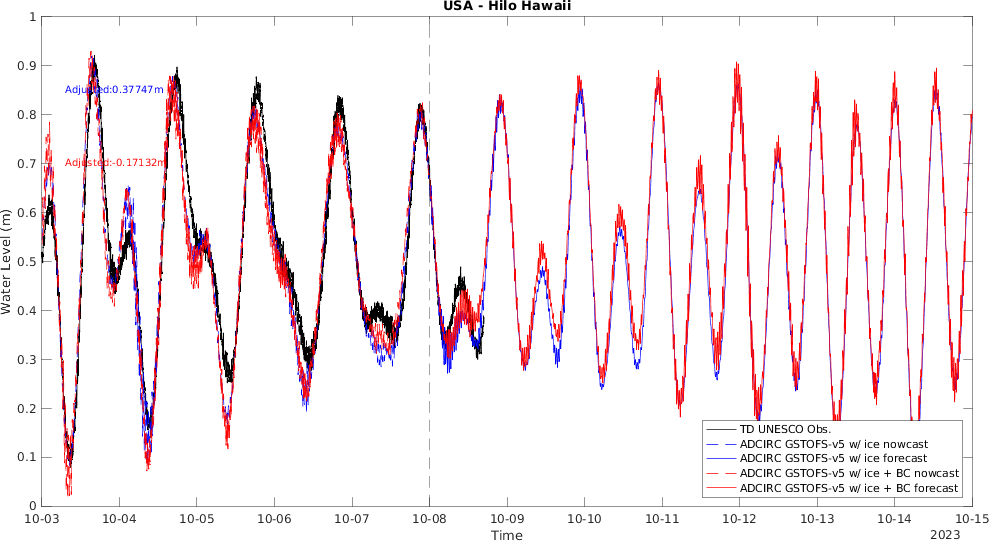 USA - Hilo Hawaii
1
0.9
0.8
0.7
0.6
0.5
0.4
0.3
0.2
0.1
0
Water Level (m)
Adjusted:0.37747m
Adjusted:-0.17132m
TD UNESCO Obs.
ADCIRC GSTOFS-v5 w/ ice nowcast
ADCIRC GSTOFS-v5 w/ ice forecast
ADCIRC GSTOFS-v5 w/ ice + BC nowcast
ADCIRC GSTOFS-v5 w/ ice + BC forecast
10-03 10-04 10-05 10-06 10-07 10-08 10-09 10-10 10-11 10-12 10-13 10-14 10-15
Time
2023